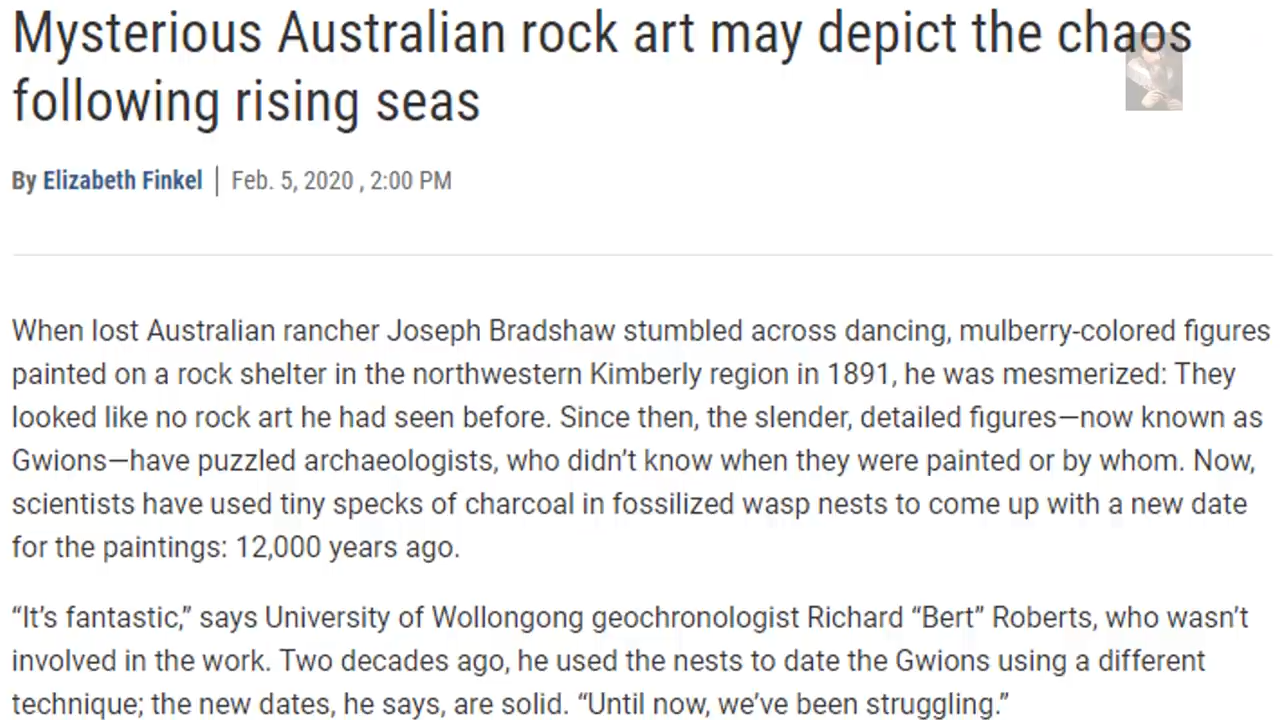 Mysterious Australian rock art may depict the chaos
following rising seas
By Elizabeth Finkel | Feb. 5, 2020 , 2:00 PM
When lost Australian rancher Joseph Bradshaw stumbled across dancing, mulberry-colored figures
painted on a rock shelter in the northwestern Kimberly region in 1891, he was mesmerized: They
looked like no rock art he had seen before. Since then, the slender, detailed figures—now known as
Gwions—have puzzled archaeologists, who didn’t know when they were painted or by whom. Now,
scientists have used tiny specks of charcoal in fossilized wasp nests to come up with a new date
for the paintings: 12,000 years ago.
“It’s fantastic,” says University of Wollongong geochronologist Richard “Bert” Roberts, who wasn’t
involved in the work. Two decades ago, he used the nests to date the Gwions using a different
technique; the new dates, he says, are solid. “Until now, we’ve been struggling.”